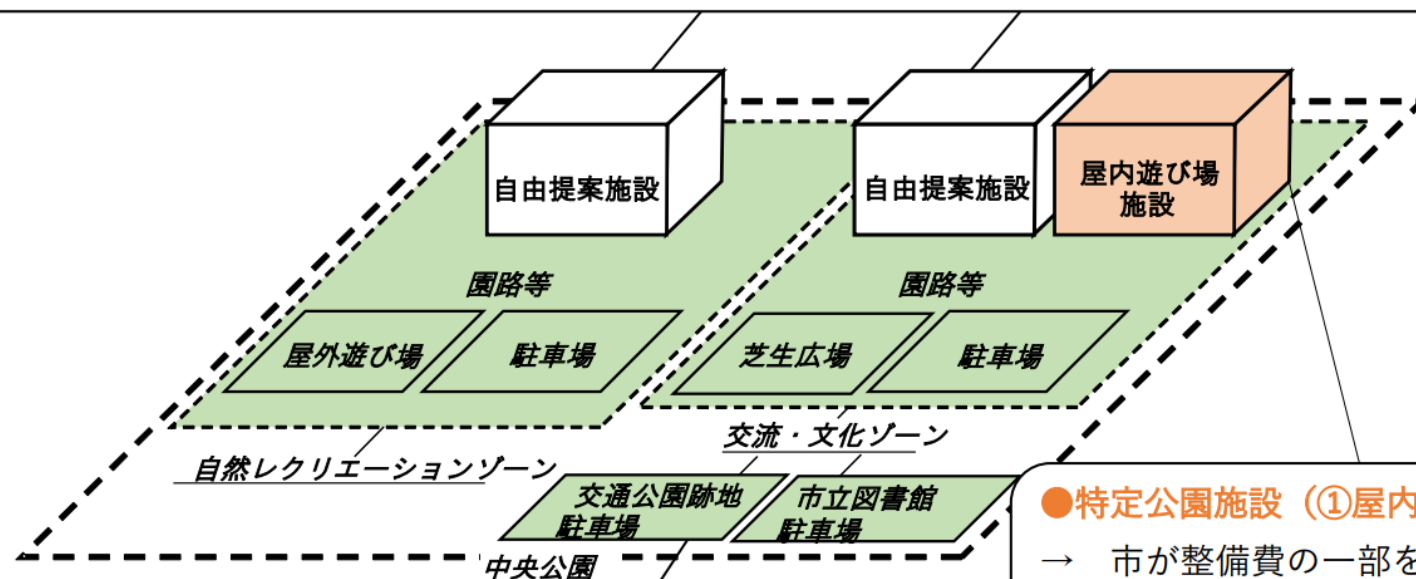 自由提案施設
自由提案施設
屋内遊び場
施設
園路等
園路等
屋外遊び場
駐車場
芝生広場
駐車場
交流・文化ゾーン
自然レクリエーションゾーン
交通公園跡地
駐車場
市立図書館
駐車場
中央公園
●特定公園施設（①屋内
→ 市が整備費の一部を